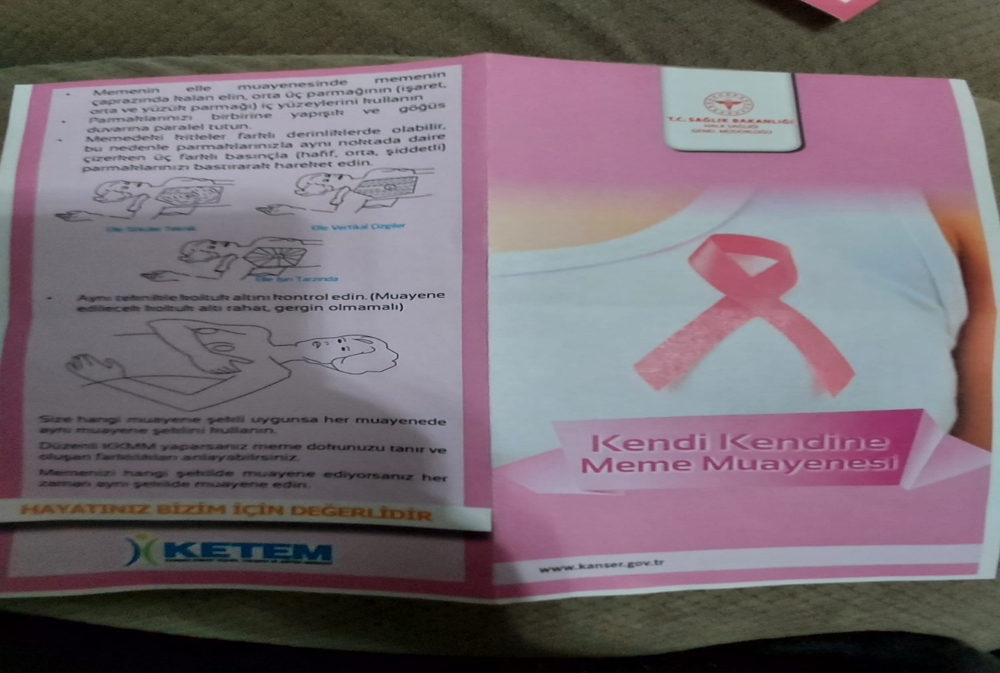 • Memenin elle muayenesinde memenin
çaprazında kalan elin, orta üç parmağının (işaret,
orta ve yüzük parmağı) iç yüzeylerini kullanın
• Parmaklarınızı birbirine yapışık ve göğüs
duvarına paralel tutun.
• Memedeki kitleler farklı derinliklerde olabilir,
bu nedenle parmaklarınızla aynı noktada daire
çizerken üç farklı basınçla (hafif, orta, şiddetli)
parmaklarınızı bastırarak hareket edin.
Elle Sirküler Teknik
Elle Vertikal Çizgiler
Elle Işın Tarzında
• Aynı teknikle koltuk altını kontrol edin. (Muayene
edilecek koltuk altı rahat, gergin olmamalı)
Size hangi muayene şekli uygunsa her muayenede
aynı muayene şeklini kullanın.
Düzenli KKMM yaparsanız meme dokunuzu tanır ve
oluşan farklılıkları anlayabilirsiniz.
Memenizi hangi şekilde muayene ediyorsanız her
zaman aynı şekilde muayene edin.
HAYATINIZ BİZİM İÇİN DEĞERLİDİR
KETEM
T.C. SAĞLIK BAKANLIĞI
HALK SAĞLIĞI
GENEL MÜDÜRLÜĞÜ
Kendi Kendine
Meme Muayenesi
www.kanser.gov.tr